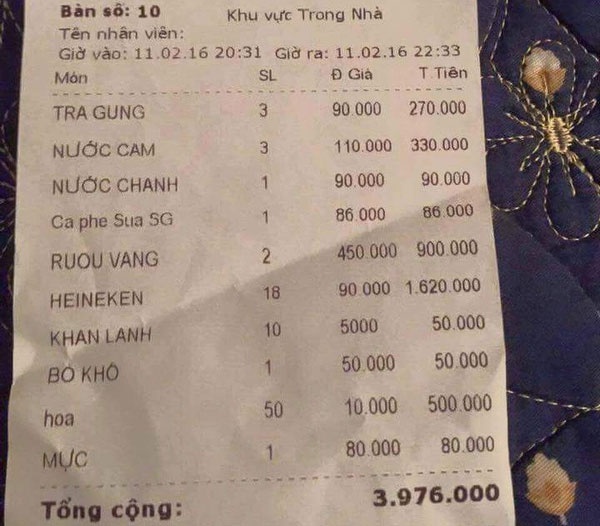 Bàn số: 10 Khu vực Trong Nhà
Tên nhân viên:
Giờ vào: 11.02.16 20:31 Giờ ra: 11.02.16 22:33
Món SL Đ Giá T Tiên
TRA GUNG 3 90.000 270.000
NƯỚC CAM 3 110.000 330.000
NƯỚC CHANH 1 90.000 90.000
Ca phe Sua SG 1 86.000 86.000
RUOU VANG 2 450.000 900.000
HEINEKEN 18 90.000 1.620.000
KHAN LANH 10 5000 50.000
BÒ KHÔ 1 50.000 50.000
hoa 50 10.000 500.000
MỰC 1 80.000 80.000
Tổng cộng: 3.976.000